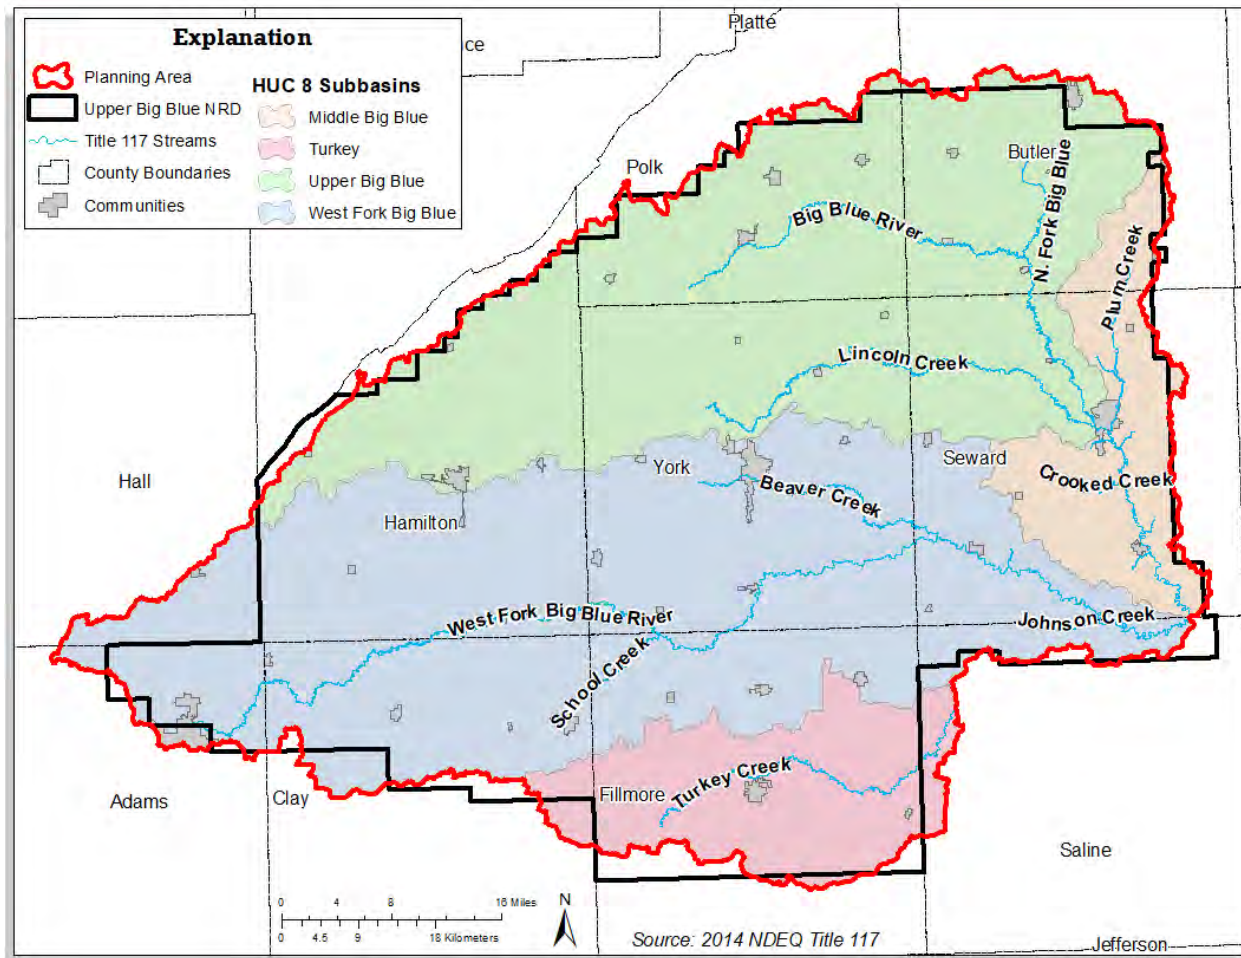 Explanation
Planning Area
Upper Big Blue NRD
Title 117 Streams
County Boundaries
Communities
HUC 8 Subbasins
Middle Big Blue
Turkey
Upper Big Blue
West Fork Big Blue
ce
Platte
Polk
Butler
Big Blue River
N. Fork Big Blue
Plum Creek
Lincoln Creek
Hall
York
Seward
Hamilton
Beaver Creek
Crooked Creek
West Fork Big Blue River
Johnson Creek
School Creek
Adams
Clay
Fillmore
Turkey Creek
Saline
Jefferson
0 4 8 16 Miles
0 4.5 9 18 Kilometers
N
Source: 2014 NDEQ Title 117